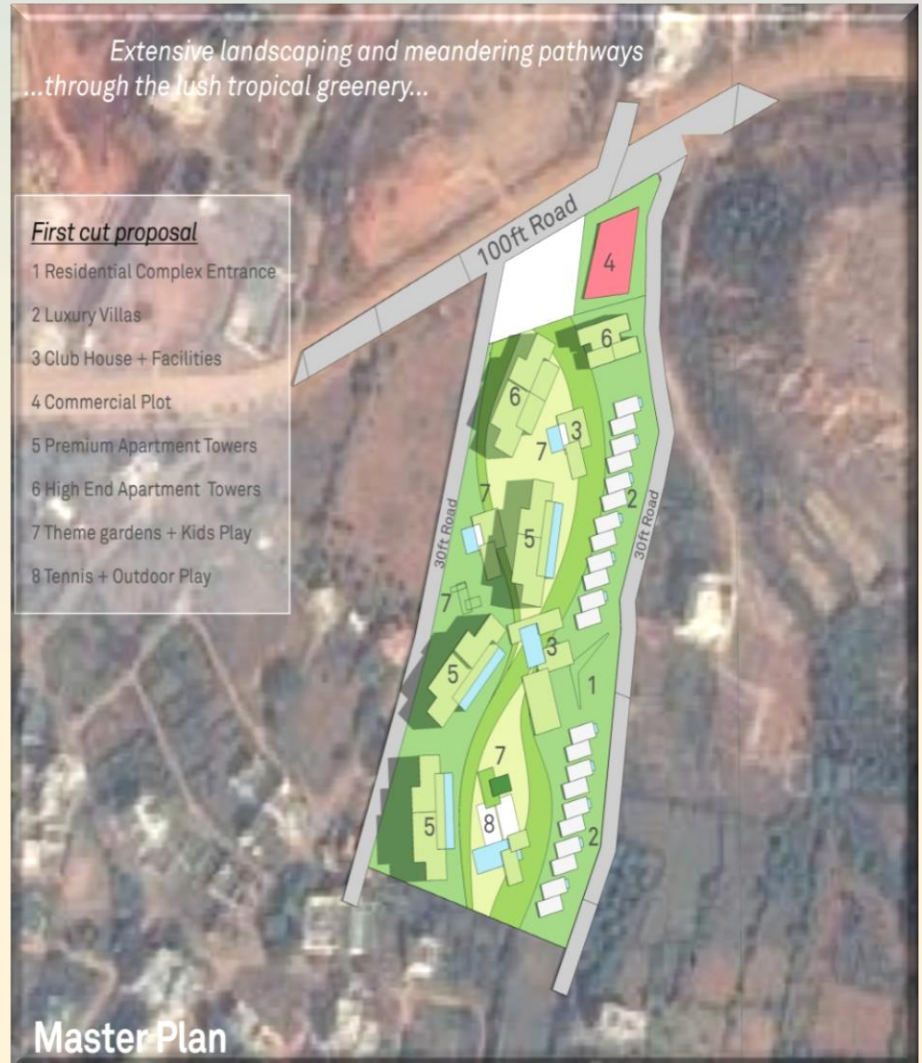 Extensive landscaping and meandering pathways
...through the lush tropical greenery...
First cut proposal
1 Residential Complex Entrance
2 Luxury Villas
3 Club House + Facilities
4 Commercial Plot
5 Premium Apartment Towers
6 High End Apartment Towers
7 Theme gardens + Kids Play
8 Tennis + Outdoor Play
100ft Road
4
6
6
3
7
7
2
5
30ft Road
30ft Road
7
3
5
1
7
5
8
2
Master Plan